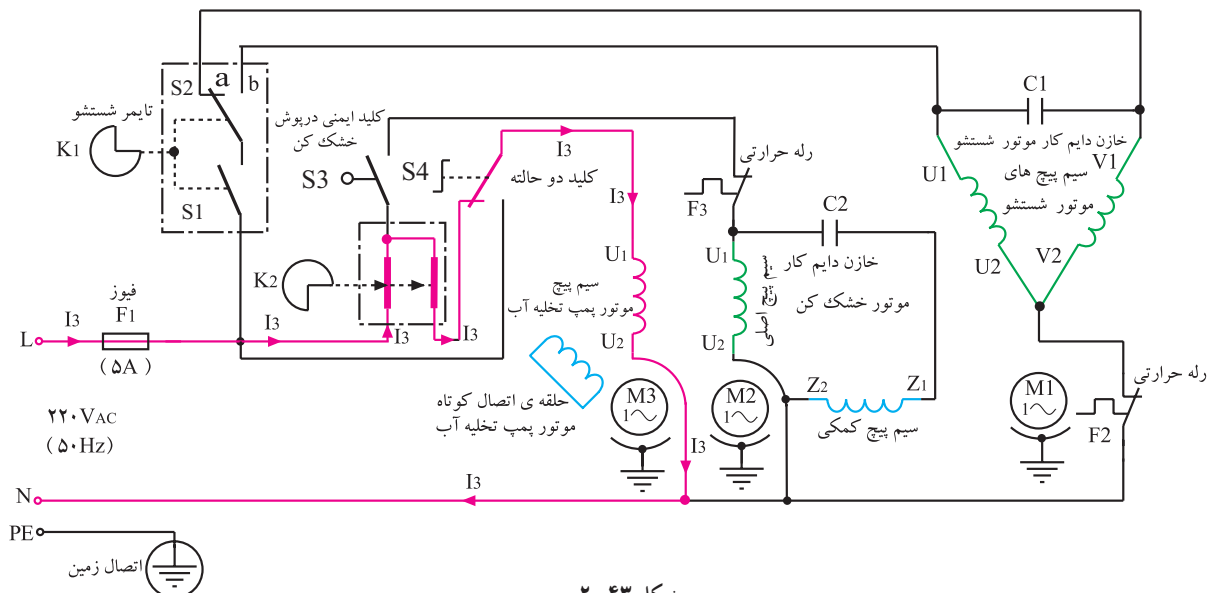 S2
a
b
تایمر شستشو
K1
S1
کلید ایمنی درپوش
خشک کن
S3
S4
کلید دو حالته
I3
I3
رله حرارتی
F3
C1
خازن دایم کار موتور شستشو
سیم پیچ های
موتور شستشو
U1
V1
U2
V2
C2
خازن دایم کار
موتور خشک کن
K2
I3
I3
U1
سیم پیچ
موتور پمپ تخلیه آب
U2
U1
سیم پیچ اصلی
U2
فیوز
F1
(۵A)
L
I3
I3
حلقه ی اتصال کوتاه
موتور پمپ تخلیه آب
M3
1~
M2
1~
Z2
Z1
سیم پیچ کمکی
M1
1~
رله حرارتی
F2
۲۲۰VAC
(۵۰Hz)
I3
N
I3
PE
اتصال زمین